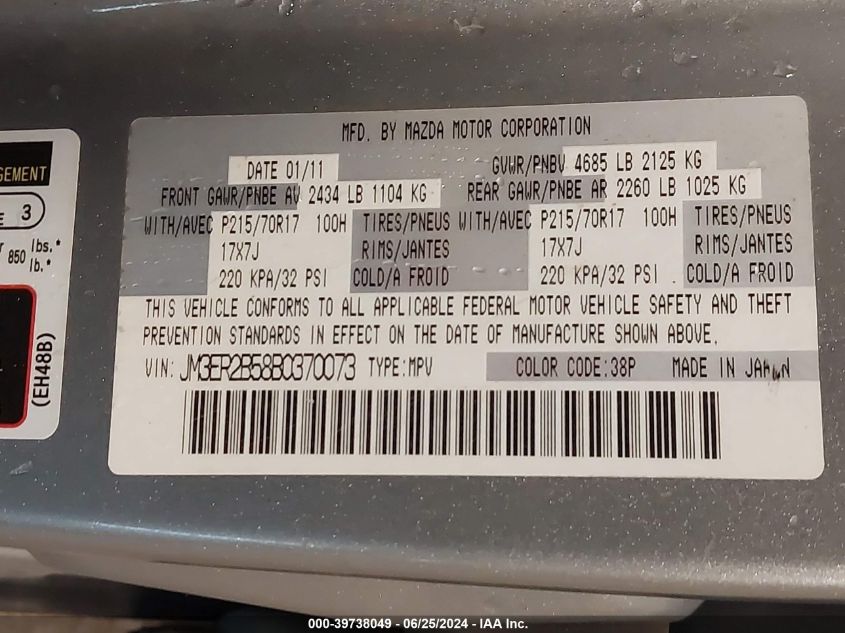 GEMENT
E 3
r lbs.*
850 lb.*
(EH48B)
MFD. BY MAZDA MOTOR CORPORATION
DATE 01/11 GVWR/PNBV 4685 LB 2125 KG
FRONT GAWR/PNBE AV 2434 LB 1104 KG REAR GAWR/PNBE AR 2260 LB 1025 KG
WITH/AVEC P215/70R17 100H TIRES/PNEUS WITH/AVEC P215/70R17 100H TIRES/PNEUS
17X7J RIMS/JANTES 17X7J RIMS/JANTES
220 KPA/32 PSI COLD/A FROID 220 KPA/32 PSI . COLD/A FROID
THIS VEHICLE CONFORMS TO ALL APPLICABLE FEDERAL MOTOR VEHICLE SAFETY AND THEFT
PREVENTION STANDARDS IN EFFECT ON THE DATE OF MANUFACTURE SHOWN ABOVE.
VIN: JM3ER2B58B0370073 TYPE:MPV COLOR CODE:38P MADE IN JAPAN
000-39738049 - 06/25/2024 - IAA Inc.